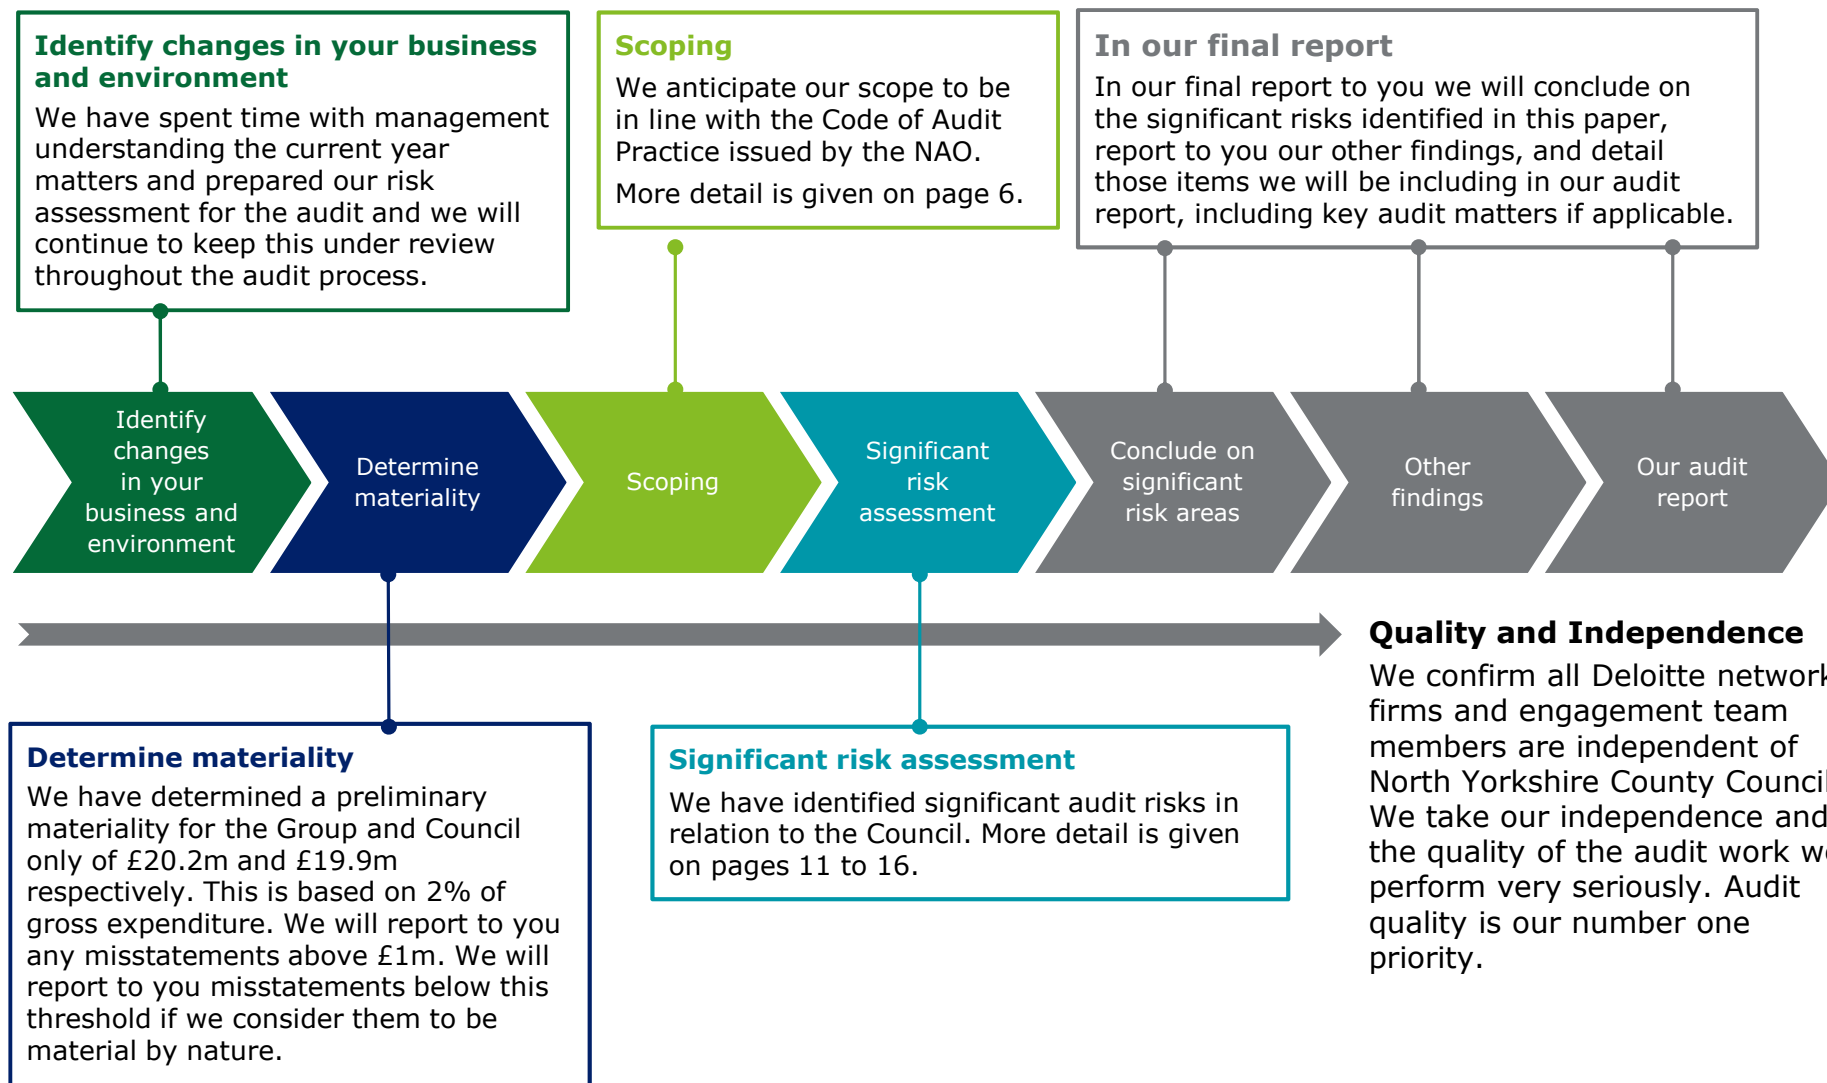 Identify changes in your business
and environment
We have spent time with management
understanding the current year
matters and prepared our risk
assessment for the audit and we will
continue to keep this under review
throughout the audit process.
Scoping
We anticipate our scope to be
in line with the Code of Audit
Practice issued by the NAO.
More detail is given on page 6.
In our final report
In our final report to you we will conclude on
the significant risks identified in this paper,
report to you our other findings, and detail
those items we will be including in our audit
report, including key audit matters if applicable.
Identify
changes
in your
business and
environment
Determine
materiality
Scoping
Significant
risk
assessment
Conclude on
significant
risk areas
Other
findings
Our audit
report
Determine materiality
We have determined a preliminary
materiality for the Group and Council
only of £20.2m and £19.9m
respectively. This is based on 2% of
gross expenditure. We will report to you
any misstatements above £1m. We will
report to you misstatements below this
threshold if we consider them to be
material by nature.
Significant risk assessment
We have identified significant audit risks in
relation to the Council. More detail is given
on pages 11 to 16.
Quality and Independence
We confirm all Deloitte network
firms and engagement team
members are independent of
North Yorkshire County Council
We take our independence and
the quality of the audit work we
perform very seriously. Audit
quality is our number one
priority.